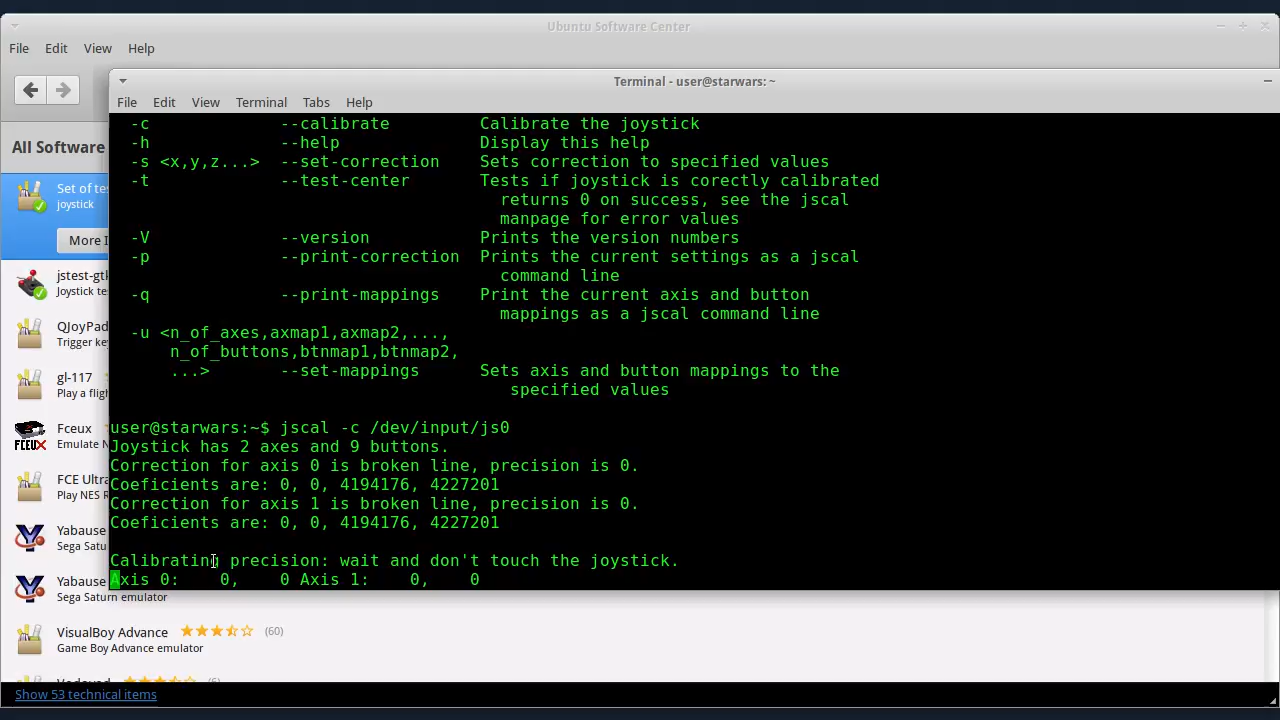 Ubuntu Software Center
File Edit View Help
Terminal - user@starwars: ~
File Edit View Terminal Tabs Help
All Software
Set of te
joystick
More I
jstest-gtk
Joystick te
QJoyPad
Trigger key
gl-117
Play a flig
Fceux
Emulate N
FCE Ultra
Play NES R
Yabause
Sega Satu
Yabause
Sega Saturn emulator
VisualBoy Advance (60)
Game Boy Advance emulator
(6)
Show 53 technical items
-c --calibrate Calibrate the joystick
-h --help Display this help
-s <x,y,z...> --set-correction Sets correction to specified values
-t --test-center Tests if joystick is corectly calibrated
returns 0 on success, see the jscal
manpage for error values
-V --version Prints the version numbers
-p --print-correction Prints the current settings as a jscal
command line
-q --print-mappings Print the current axis and button
mappings as a jscal command line
-u <n_of_axes,axmap1,axmap2,...,
n_of_buttons,btnmap1,btnmap2,
...> --set-mappings Sets axis and button mappings to the
specified values
user@starwars:~$ jscal -c /dev/input/js0
Joystick has 2 axes and 9 buttons.
Correction for axis 0 is broken line, precision is 0.
Coeficients are: 0, 0, 4194176, 4227201
Correction for axis 1 is broken line, precision is 0.
Coeficients are: 0, 0, 4194176, 4227201
Calibrating precision: wait and don't touch the joystick.
Axis 0: 0, 0 Axis 1: 0, 0